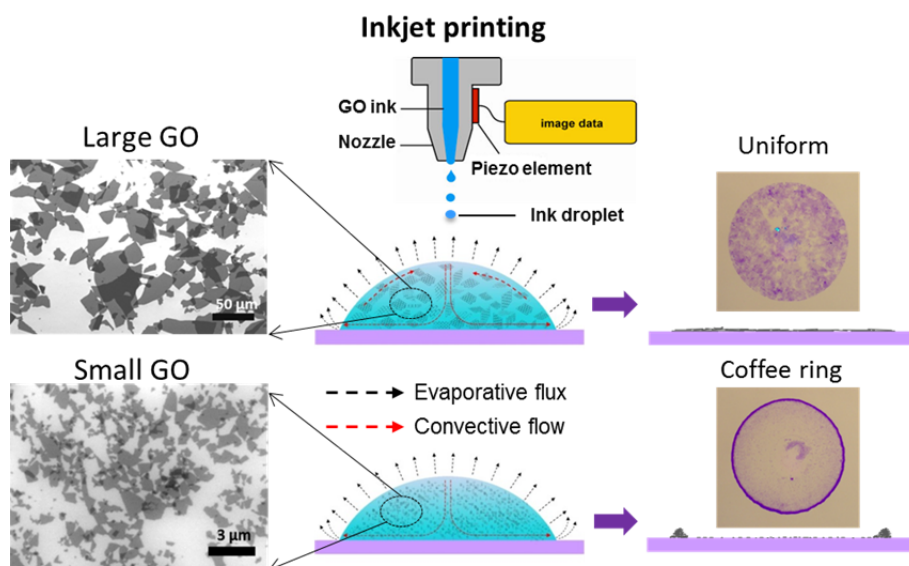 Inkjet printing
GO ink
Nozzle
image data
Piezo element
Ink droplet
Large GO
50 µm
Uniform
Small GO
3 µm
Evaporative flux
Convective flow
Coffee ring